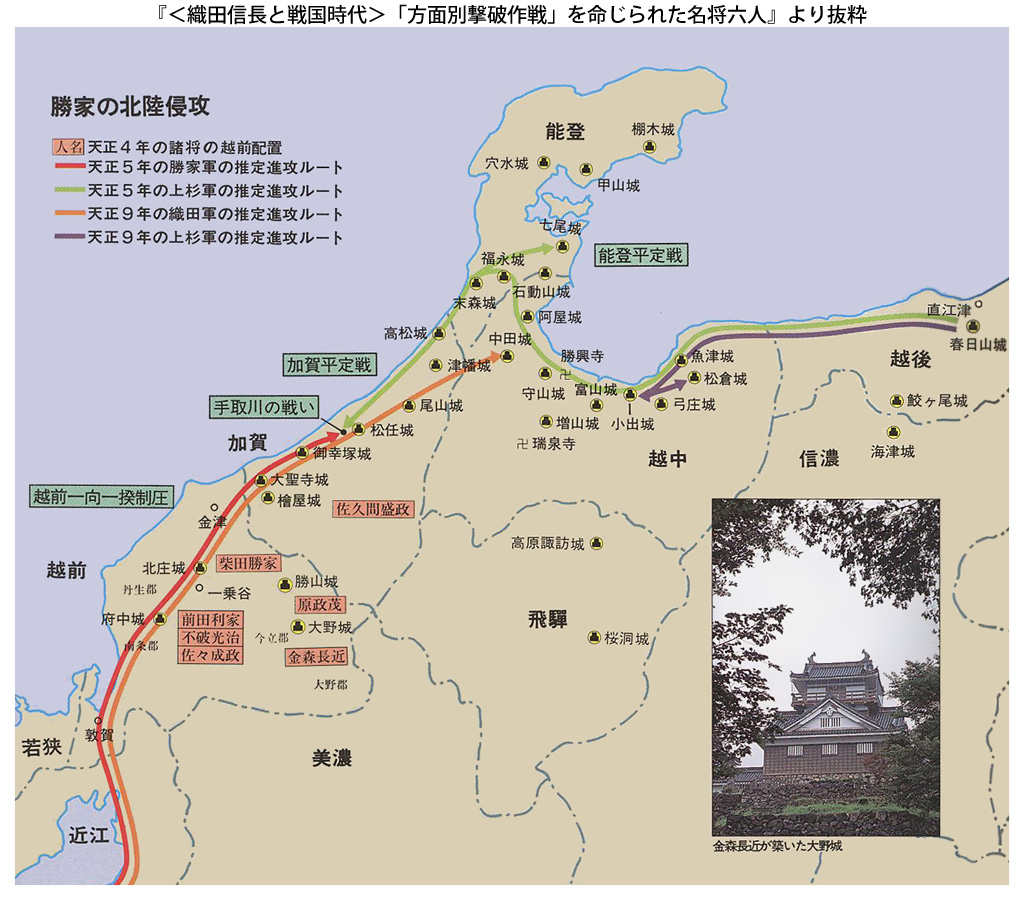 『＜織田信長と戦国時代＞「方面別撃破作戦」を命じられた名将六人』より抜粋
勝家の北陸侵攻
人名 天正4年の諸将の越前配置
天正5年の勝家軍の推定進攻ルート
天正5年の上杉軍の推定進攻ルート
天正9年の織田軍の推定進攻ルート
天正9年の上杉軍の推定進攻ルート
能登
棚木城
穴水城
甲山城
七尾城
能登平定戦
福永城
石動山城
末森城
阿屋城
高松城
中田城
津幡城
加賀平定戦
勝興寺
卍
守山城
富山城
魚津城
松倉城
弓庄城
小出城
増山城
卍瑞泉寺
直江津
春日山城
越後
鮫ヶ尾城
海津城
信濃
越中
手取川の戦い
尾山城
松任城
加賀
御幸塚城
大聖寺城
檜屋城
越前一向一揆制圧
金津
佐久間盛政
高原諏訪城
北庄城
柴田勝家
越前
丹生郡
一乗谷
勝山城
原政茂
府中城
前田利家
不破光治
佐々成政
大野城
今立郡
南条郡
金森長近
大野郡
飛驒
桜洞城
敦賀
若狭
美濃
近江
金森長近が築いた大野城